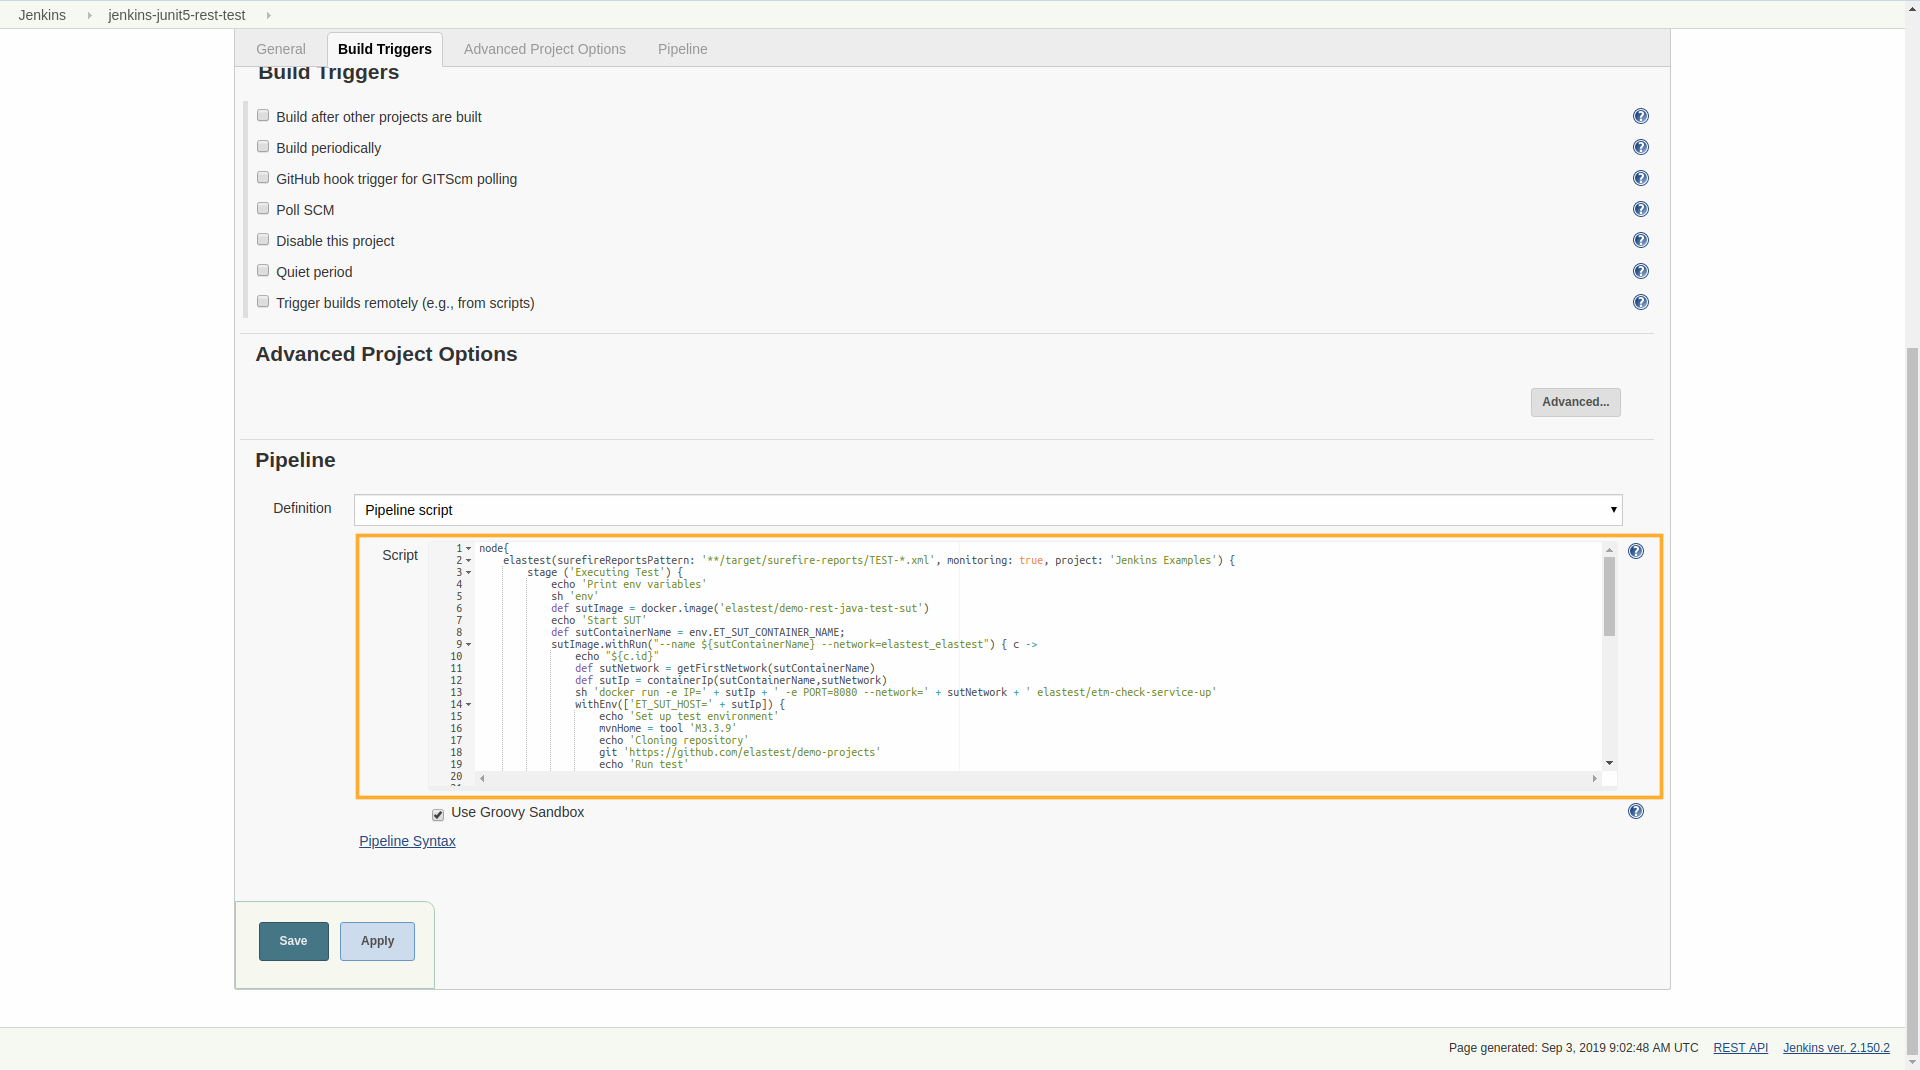 Jenkins jenkins-junit5-rest-test
General Build Triggers Advanced Project Options Pipeline
Build Triggers
Build after other projects are built
Build periodically
GitHub hook trigger for GITScm polling
Poll SCM
Disable this project
Quiet period
Trigger builds remotely (e.g., from scripts)
Advanced Project Options
Advanced...
Pipeline
Definition Pipeline script
Script
1 node{
2 elastest(surefireReportsPattern: '**/target/surefire-reports/TEST-*.xml', monitoring: true, project: 'Jenkins Examples') {
3 stage ('Executing Test') {
4 echo 'Print env variables'
5 sh 'env'
6 def sutImage = docker.image('elastest/demo-rest-java-test-sut')
7 echo 'Start SUT'
8 def sutContainerName = env.ET_SUT_CONTAINER_NAME;
9 sutImage.withRun("--name ${sutContainerName} --network=elastest_elastest") { c ->
10 echo "${c.id}"
11 def sutNetwork = getFirstNetwork(sutContainerName)
12 def sutIp = containerIp(sutContainerName,sutNetwork)
13 sh 'docker run -e IP=' + sutIp + ' -e PORT=8080 --network=' + sutNetwork + ' elastest/etm-check-service-up'
14 withEnv(['ET_SUT_HOST=' + sutIp]) {
15 echo 'Set up test environment'
16 mvnHome = tool 'M3.3.9'
17 echo 'Cloning repository'
18 git 'https://github.com/elastest/demo-projects'
19 echo 'Run test'
20
Use Groovy Sandbox
Pipeline Syntax
Save Apply
Page generated: Sep 3, 2019 9:02:48 AM UTC REST API Jenkins ver. 2.150.2